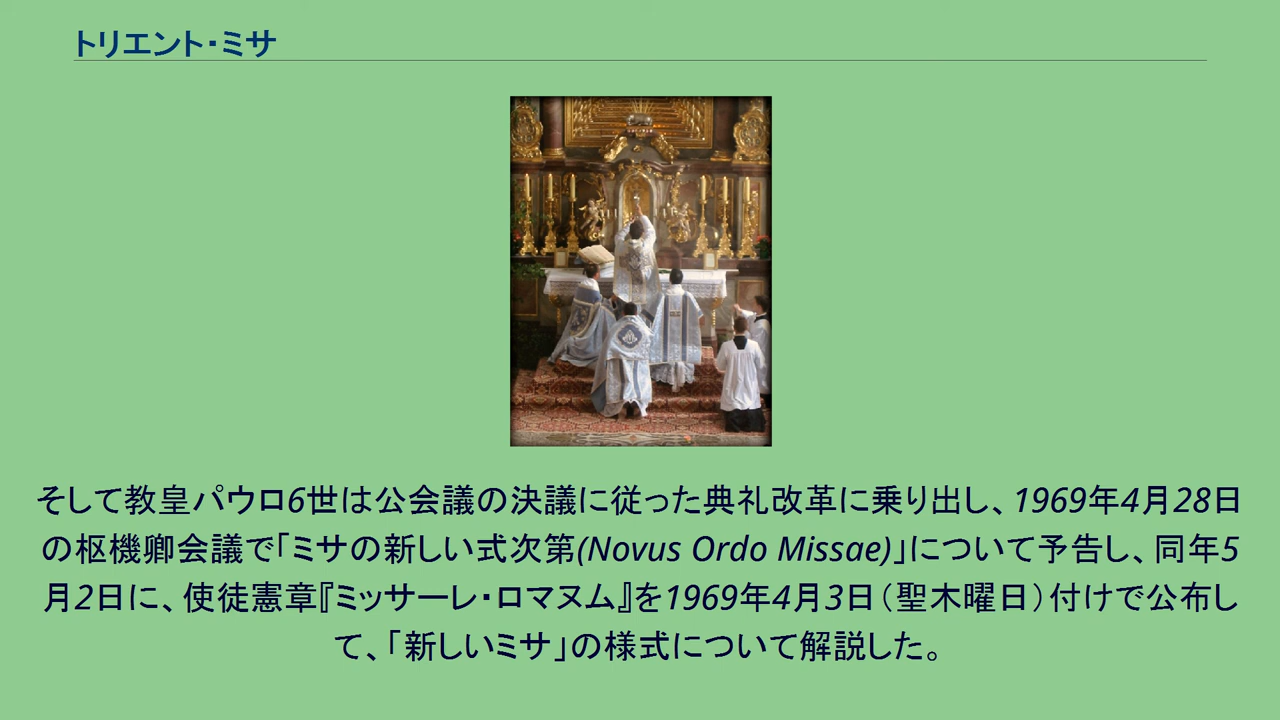 トリエント・ミサ
そして教皇パウロ6世は公会議の決議に従った典礼改革に乗り出し、1969年4月28日
の枢機卿会議で「ミサの新しい式次第(Novus Ordo Missae)」について予告し、同年5
月2日に、使徒憲章『ミッサーレ・ロマヌム』を1969年4月3日（聖木曜日）付けで公布し
て、「新しいミサ」の様式について解説した。